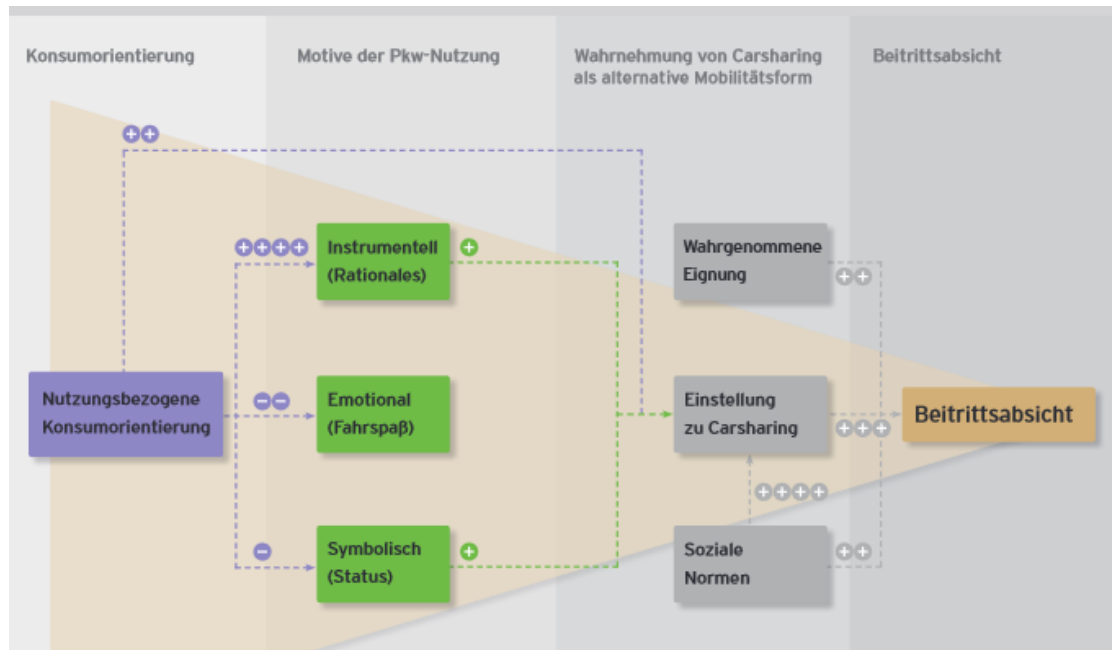 Konsumorientierung
Motive der Pkw-Nutzung
Wahrnehmung von Carsharing
als alternative Mobilitätsform
Beitrittsabsicht
++
++++
Instrumentell
(Rationales)
+
Wahrgenommene
Eignung
++
Nutzungsbezogene
Konsumorientierung
−−
Emotional
(Fahrspaß)
Einstellung
zu Carsharing
+++
Beitrittsabsicht
++++
−
Symbolisch
(Status)
+
Soziale
Normen
++